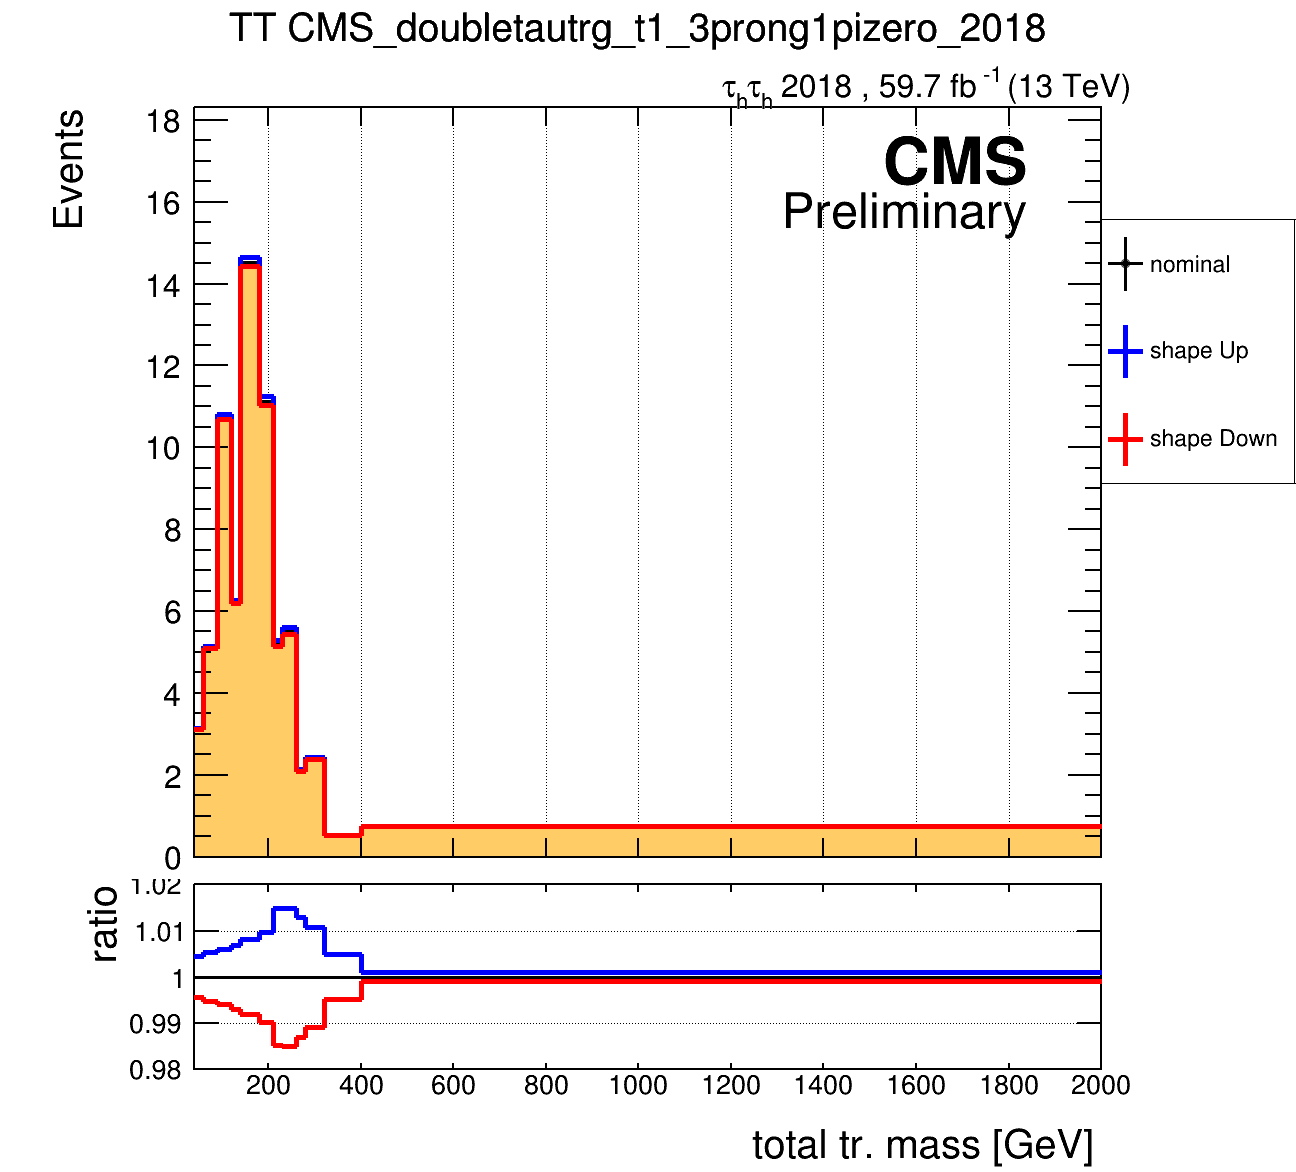 TT CMS_doubletautrg_t1_3prong1pizero_2018
τhτh 2018 , 59.7 fb -1 (13 TeV)
Events
18
16
14
12
10
8
6
4
2
0
CMS
Preliminary
nominal
shape Up
shape Down
ratio
1.02
1.01
1
0.99
0.98
200 400 600 800 1000 1200 1400 1600 1800 2000
total tr. mass [GeV]